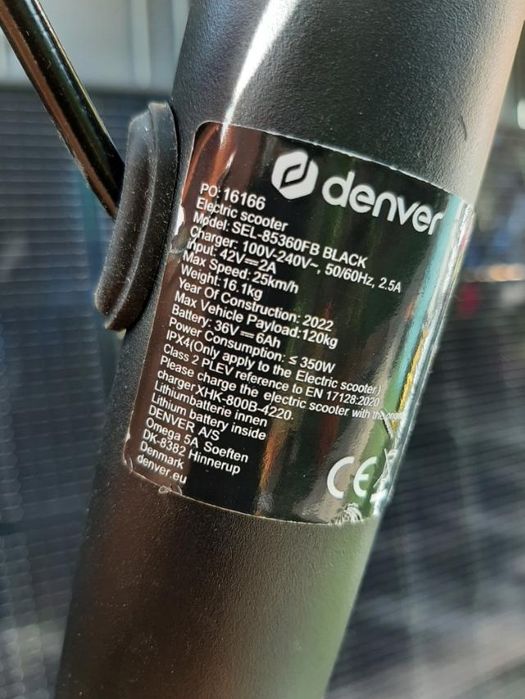 denver
PO: 16166
Electric scooter
Model: SEL-85360FB BLACK
Charger: 100V-240V~, 50/60Hz, 2.5A
Input: 42V⎓2A
Max Speed: 25km/h
Weight: 16.1kg
Year Of Construction: 2022
Max Vehicle Payload:120kg
Battery: 36V⎓6Ah
Power Consumption: ≤ 350W
IPX4(Only apply to the Electric scooter)
Class 2 PLEV reference to EN 17128:2020
Please charge the electric scooter with the
charger XHK-800B-4220.
Lithiumbatterie innen
Lithium battery inside
DENVER A/S
Omega 5A Soeften
DK-8382 Hinnerup
Denmark
denver.eu
CE